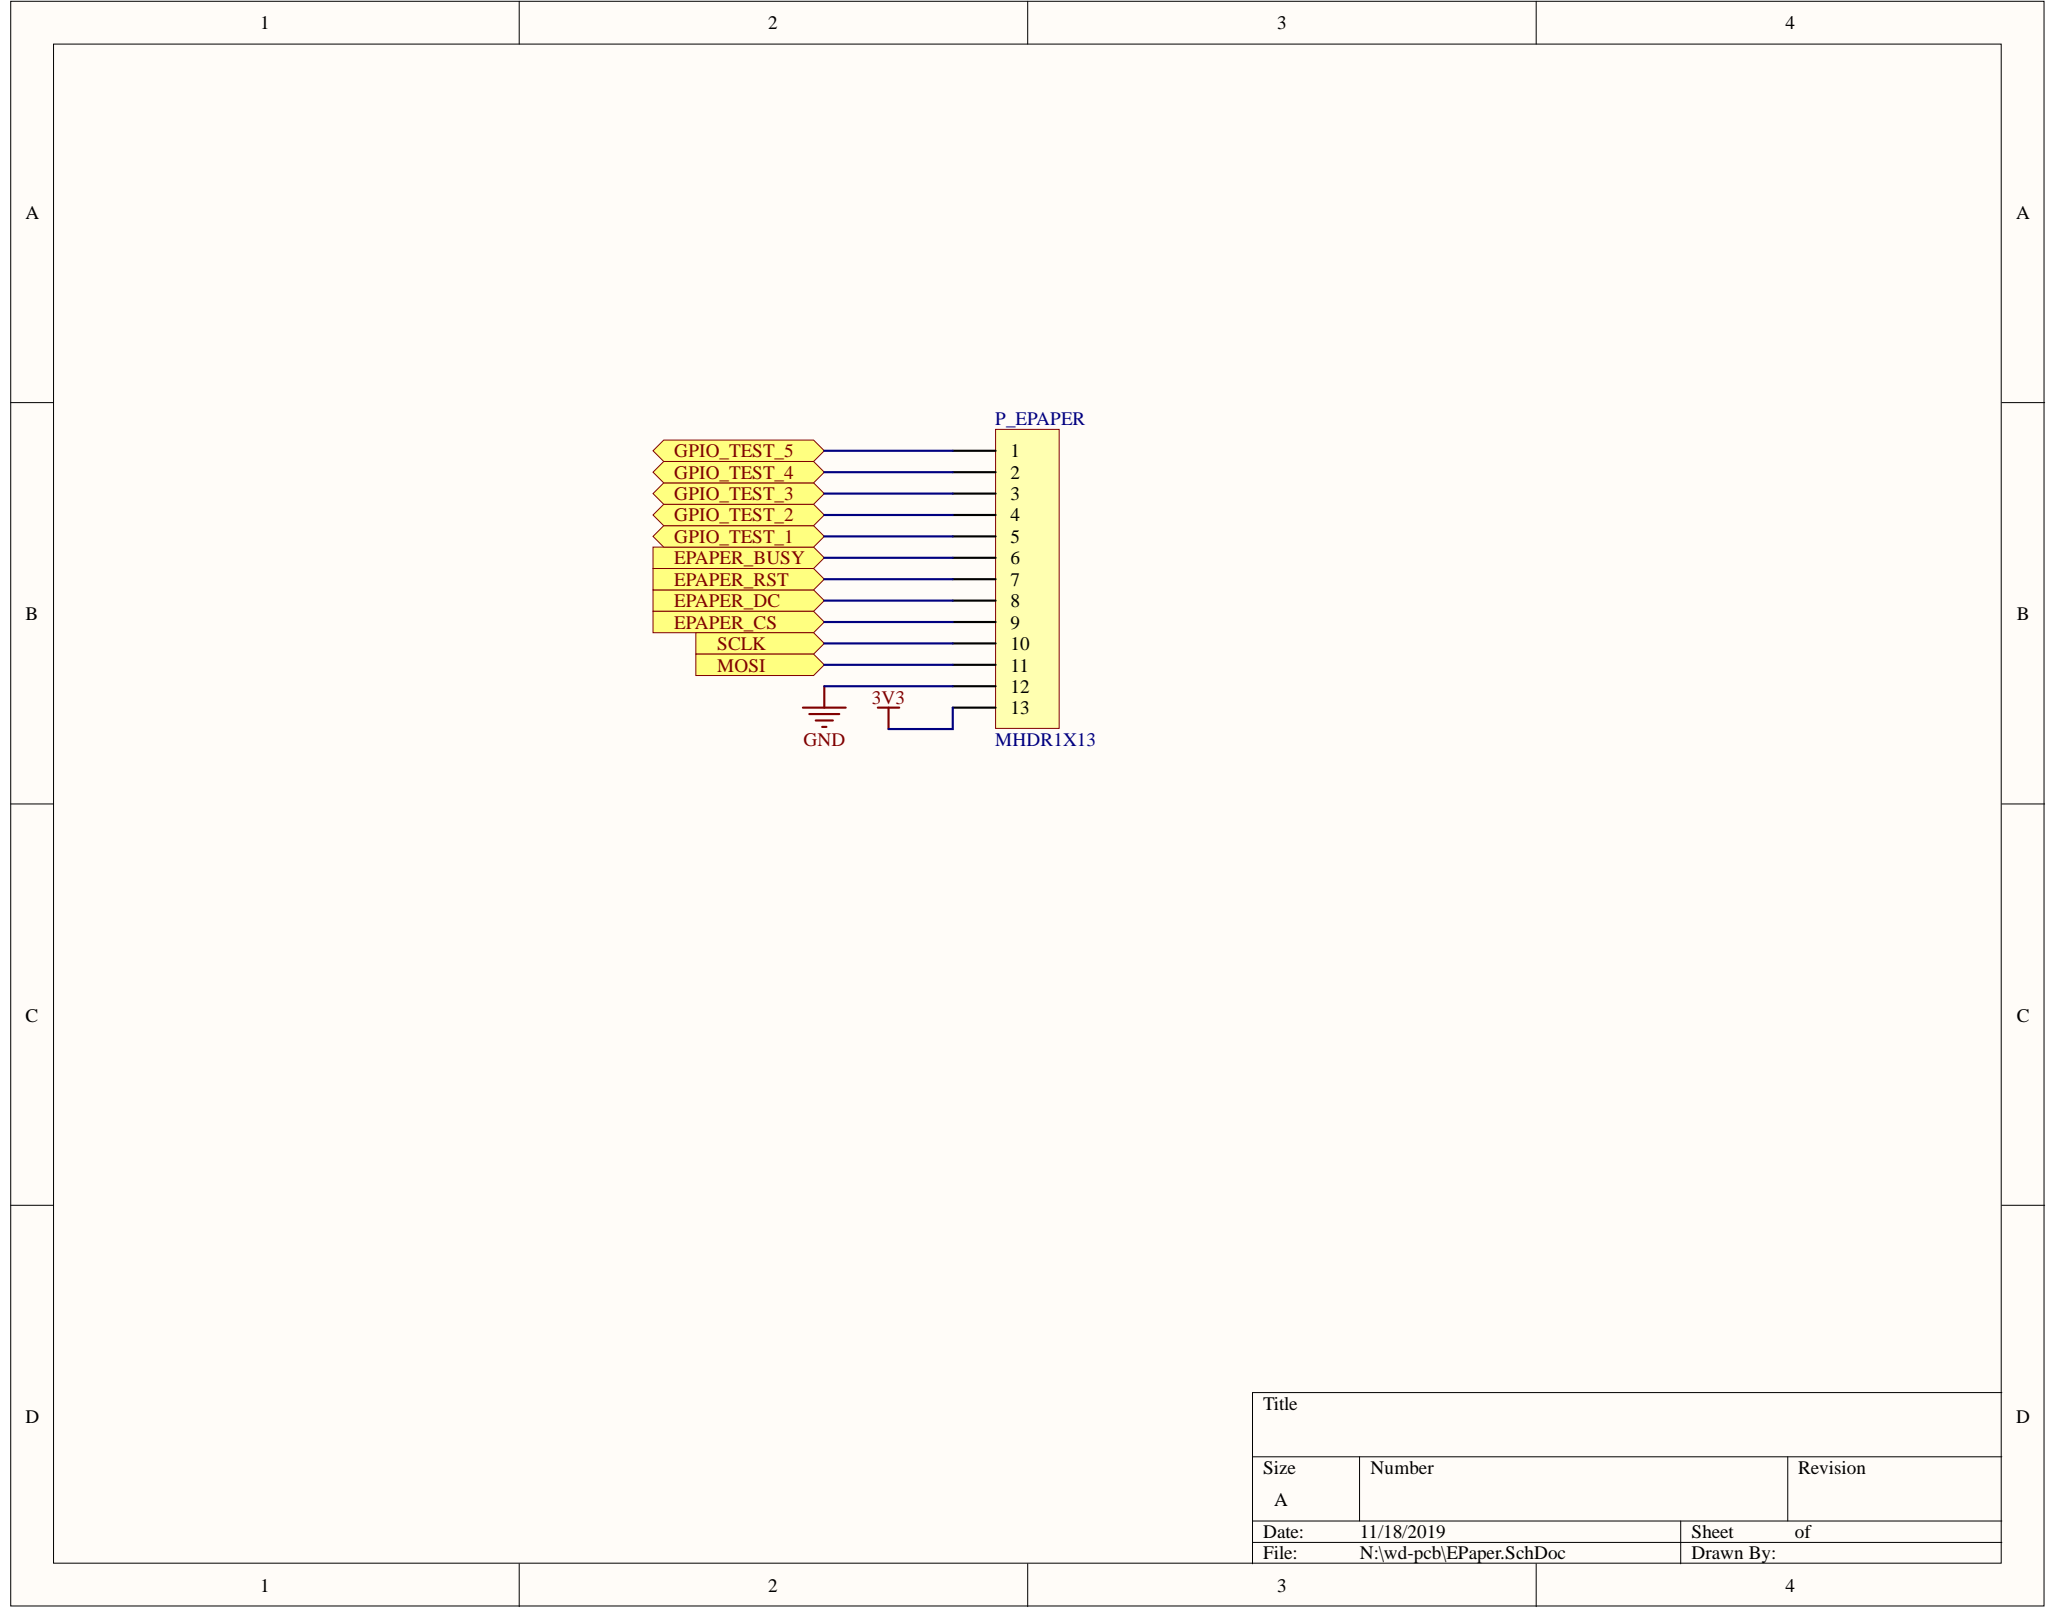 1 2 3 4
A A
P_EPAPER
GPIO_TEST_5 1
GPIO_TEST_4 2
GPIO_TEST_3 3
GPIO_TEST_2 4
GPIO_TEST_1 5
EPAPER_BUSY 6
EPAPER_RST 7
EPAPER_DC 8
B B
EPAPER_CS 9
SCLK 10
MOSI 11
12
3V3 13
GND MHDR1X13
C C
Title
D D
Size Number Revision
A
Date: 11/18/2019 Sheet of
File: N:\wd-pcb\EPaper.SchDoc Drawn By:
1 2 3 4